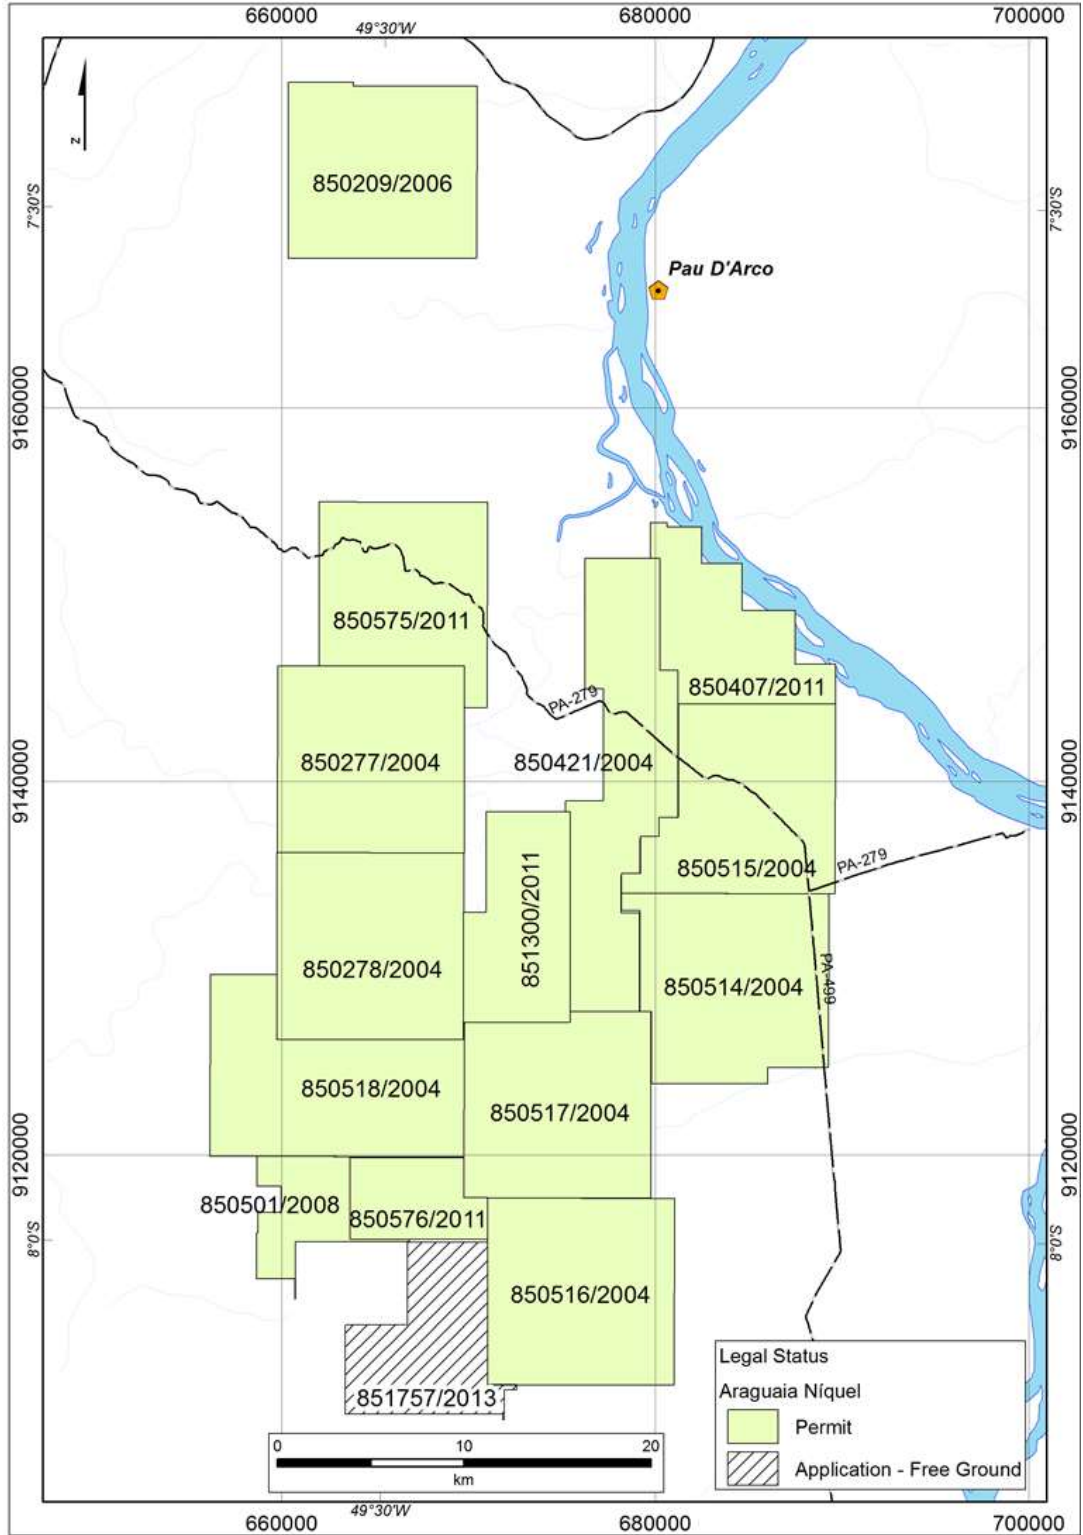 660000
680000
700000
49°30'W
z
850209/2006
7°30'S
7°30'S
Pau D'Arco
9160000
9160000
850575/2011
850407/2011
PA-279
850277/2004
850421/2004
9140000
9140000
PA-279
850515/2004
851300/2011
850278/2004
850514/2004
PA-499
850518/2004
850517/2004
9120000
9120000
850501/2008
850576/2011
8°0'S
8°0'S
850516/2004
Legal Status
Araguaia Níquel
Permit
Application - Free Ground
851757/2013
0
10
20
km
660000
49°30'W
680000
700000